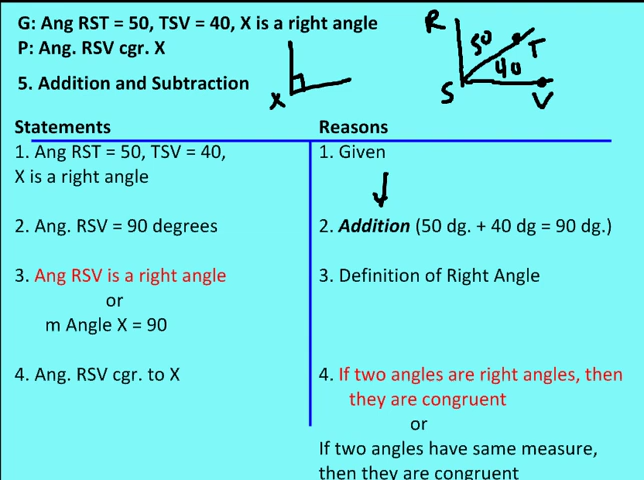 G: Ang RST = 50, TSV = 40, X is a right angle
P: Ang. RSV cgr. X
5. Addition and Subtraction
X
R
50
T
40
S
V
Statements
Reasons
1. Ang RST = 50, TSV = 40,
X is a right angle
1. Given
2. Ang. RSV = 90 degrees
2. Addition (50 dg. + 40 dg = 90 dg.)
3. Ang RSV is a right angle
or
m Angle X = 90
3. Definition of Right Angle
4. Ang. RSV cgr. to X
4. If two angles are right angles, then
they are congruent
or
If two angles have same measure,
then they are congruent